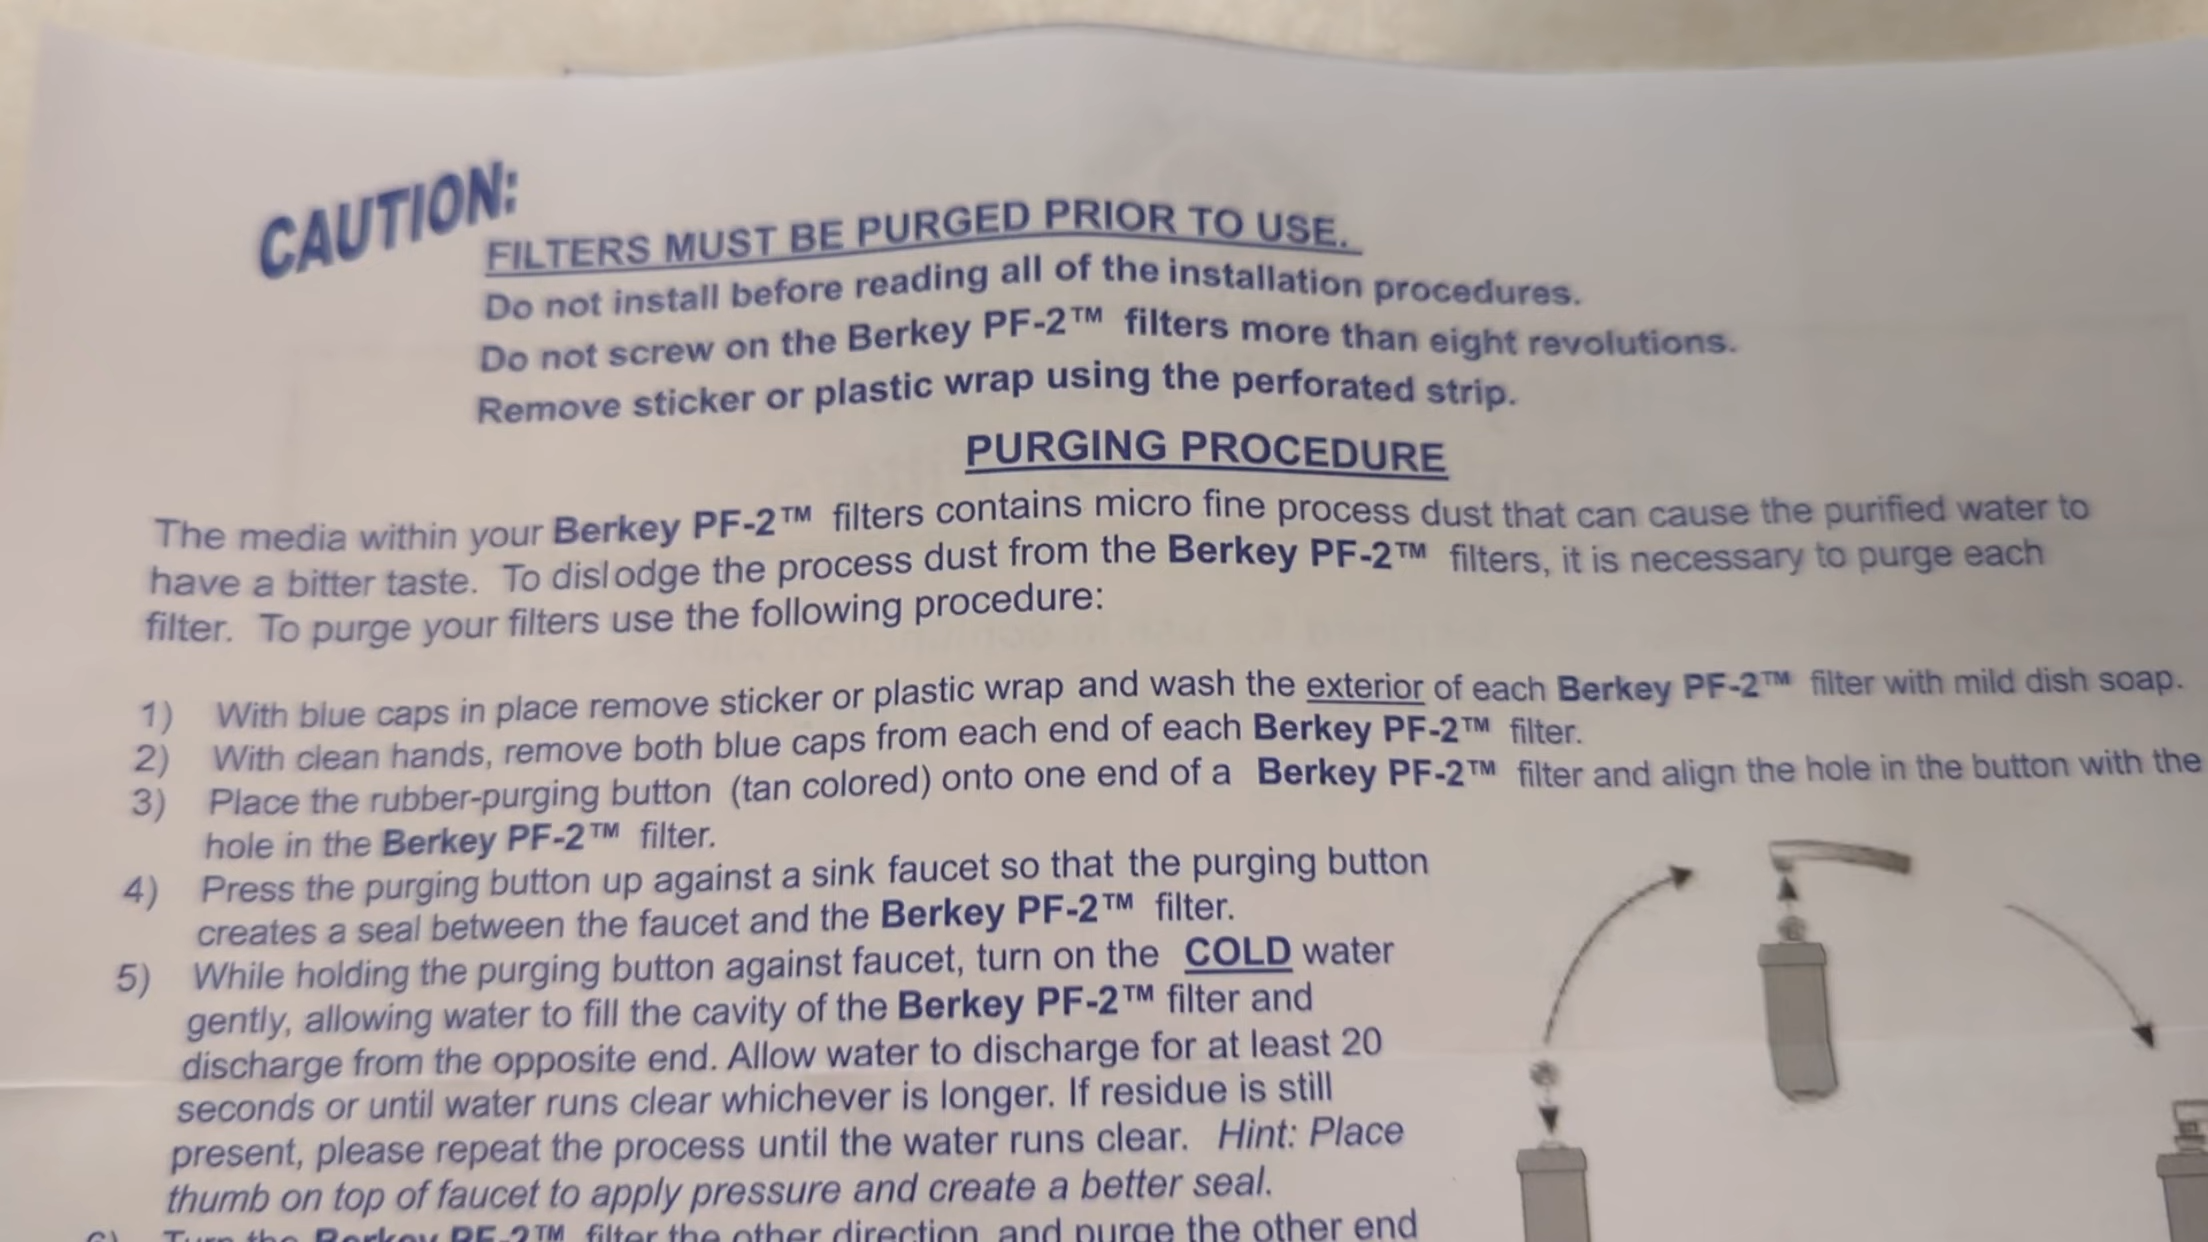 CAUTION:
FILTERS MUST BE PURGED PRIOR TO USE.
Do not install before reading all of the installation procedures.
Do not screw on the Berkey PF-2™ filters more than eight revolutions.
Remove sticker or plastic wrap using the perforated strip.
PURGING PROCEDURE
The media within your Berkey PF-2™ filters contains micro fine process dust that can cause the purified water to
have a bitter taste. To dislodge the process dust from the Berkey PF-2™ filters, it is necessary to purge each
filter. To purge your filters use the following procedure:
1) With blue caps in place remove sticker or plastic wrap and wash the exterior of each Berkey PF-2™ filter with mild dish soap.
2) With clean hands, remove both blue caps from each end of each Berkey PF-2™ filter.
3) Place the rubber-purging button (tan colored) onto one end of a Berkey PF-2™ filter and align the hole in the button with the
hole in the Berkey PF-2™ filter.
4) Press the purging button up against a sink faucet so that the purging button
creates a seal between the faucet and the Berkey PF-2™ filter.
5) While holding the purging button against faucet, turn on the COLD water
gently, allowing water to fill the cavity of the Berkey PF-2™ filter and
discharge from the opposite end. Allow water to discharge for at least 20
seconds or until water runs clear whichever is longer. If residue is still
present, please repeat the process until the water runs clear. Hint: Place
thumb on top of faucet to apply pressure and create a better seal.
6) Turn the Berkey PF-2™ filter the other direction and purge the other end